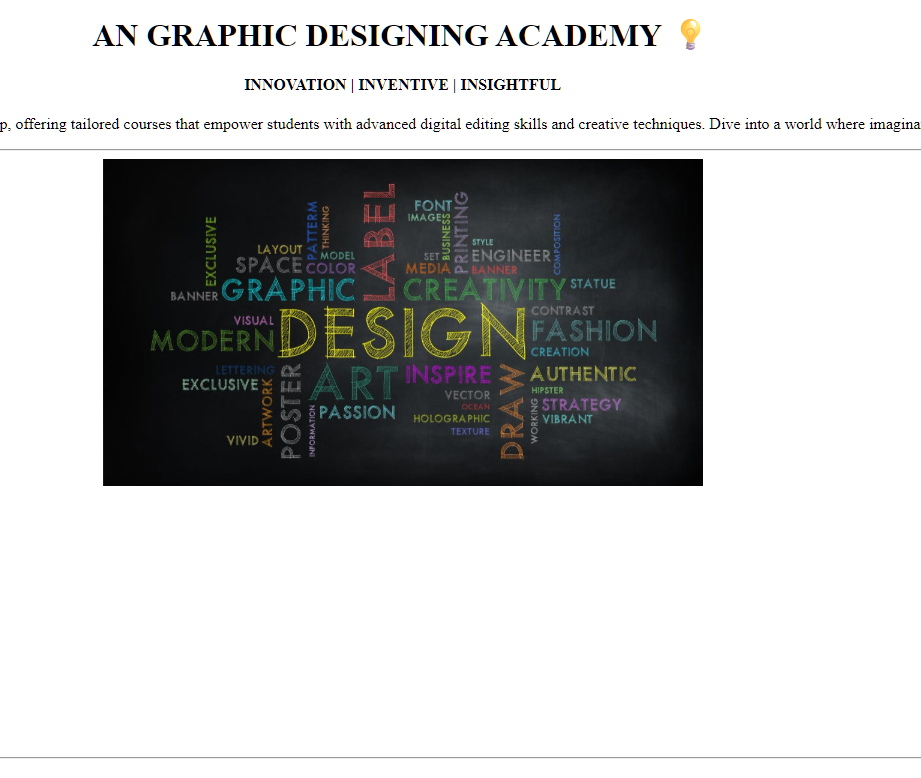 AN GRAPHIC DESIGNING ACADEMY
INNOVATION | INVENTIVE | INSIGHTFUL
p, offering tailored courses that empower students with advanced digital editing skills and creative techniques. Dive into a world where imagina
EXCLUSIVE
LAYOUT
PATTERM
THINKING
LABEL
FONT
IMAGES
BUSINESS
PRINTING
STYLE
COMPOSITION
SPACE
MODEL
COLOR
SET
MEDIA
ENGINEER
BANNER
BANNER
GRAPHIC
CREATIVITY
STATUE
VISUAL
MODERN
DESIGN
CONTRAST
FASHION
CREATION
LETTERING
EXCLUSIVE
ARTWORK
POSTER
ART
INSPIRE
DRAW
AUTHENTIC
HIPSTER
VECTOR
OCEAN
STRATEGY
INFORMATION
PASSION
HOLOGRAPHIC
WORKING
VIBRANT
VIVID
TEXTURE